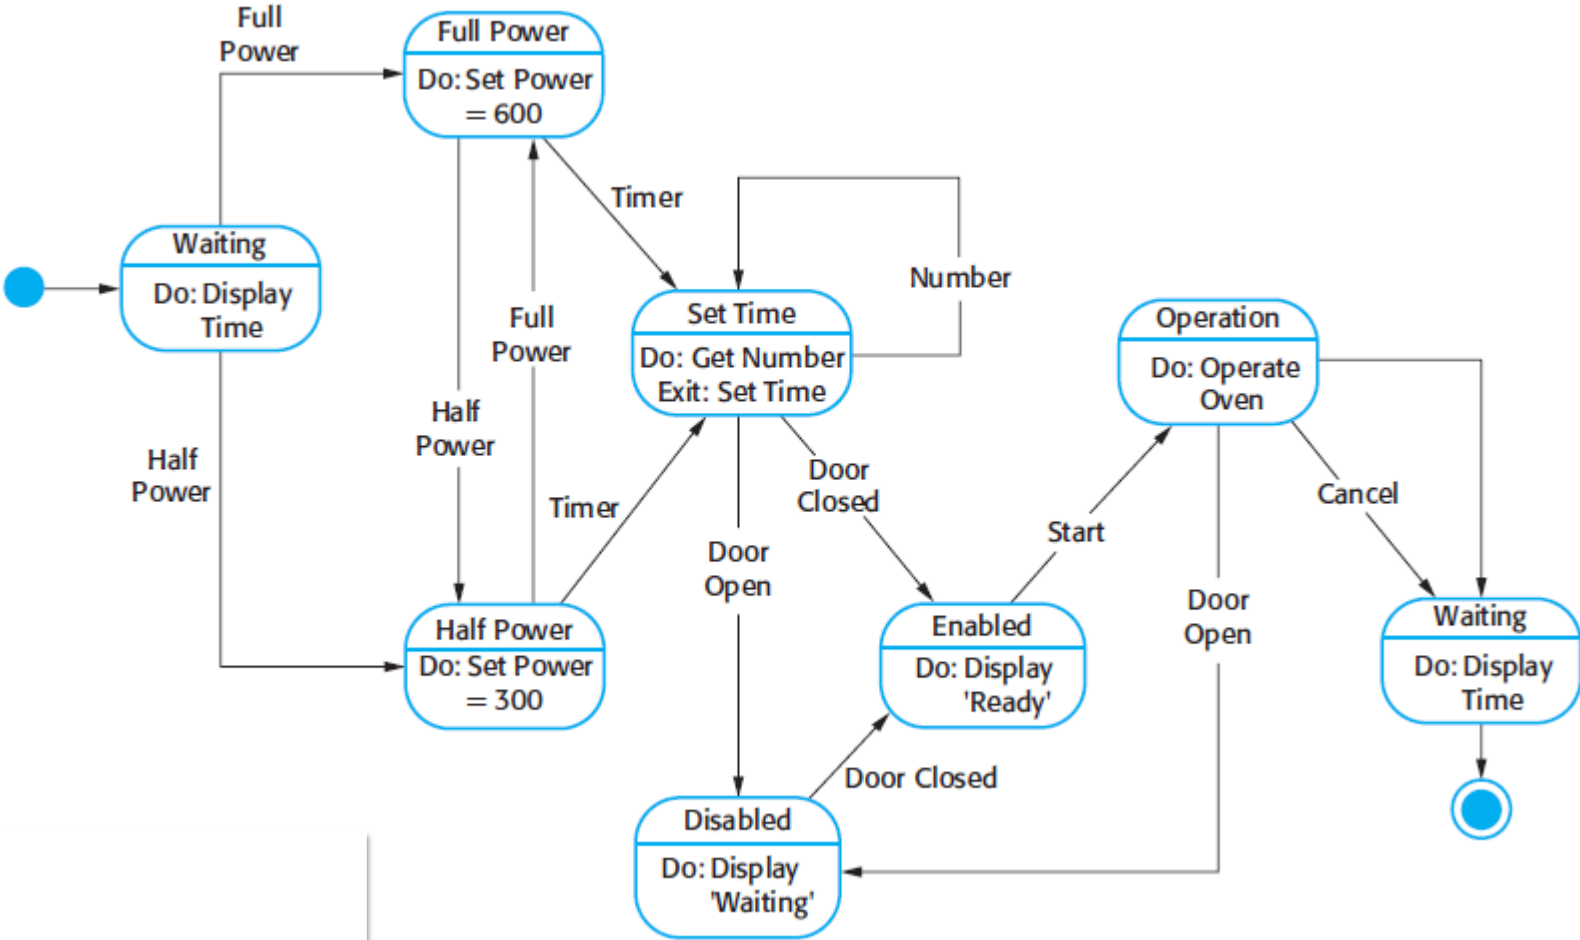 Full
Power
Full Power
Do: Set Power
= 600
Timer
Waiting
Do: Display
Time
Number
Set Time
Do: Get Number
Exit: Set Time
Full
Power
Operation
Do: Operate
Oven
Half
Power
Half
Power
Timer
Door
Closed
Door
Open
Start
Cancel
Door
Open
Half Power
Do: Set Power
= 300
Enabled
Do: Display
'Ready'
Waiting
Do: Display
Time
Door Closed
Disabled
Do: Display
'Waiting'